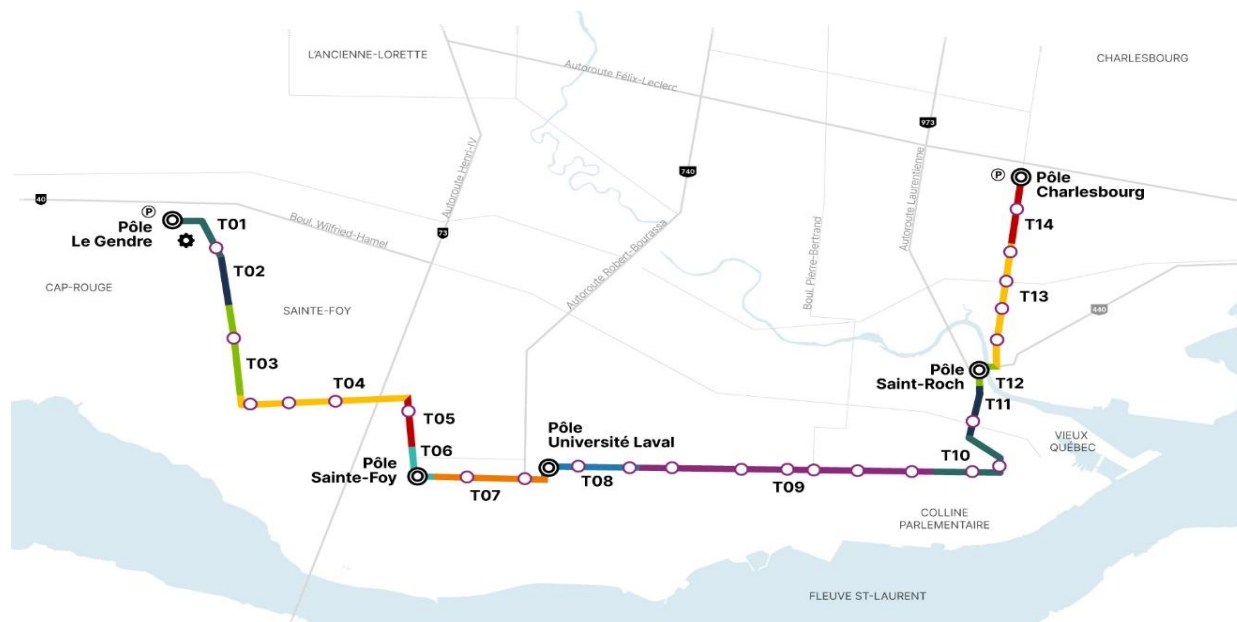 L'ANCIENNE-LORETTE
CHARLESBOURG
Autoroute Félix-Leclerc
973
740
P
Pôle
Charlesbourg
T14
40
P
Pôle
Le Gendre
T01
T02
Boul. Wilfried-Hamel
Autoroute Henri-IV
73
Autoroute Robert-Bourassa
Boul. Pierre-Bertrand
Autoroute Laurentienne
CAP-ROUGE
SAINTE-FOY
T13
440
T03
T04
Pôle
Saint-Roch
T12
T11
T05
T06
Pôle
Sainte-Foy
T07
Pôle
Université Laval
T08
T09
T10
VIEUX
QUÉBEC
COLLINE
PARLEMENTAIRE
FLEUVE ST-LAURENT